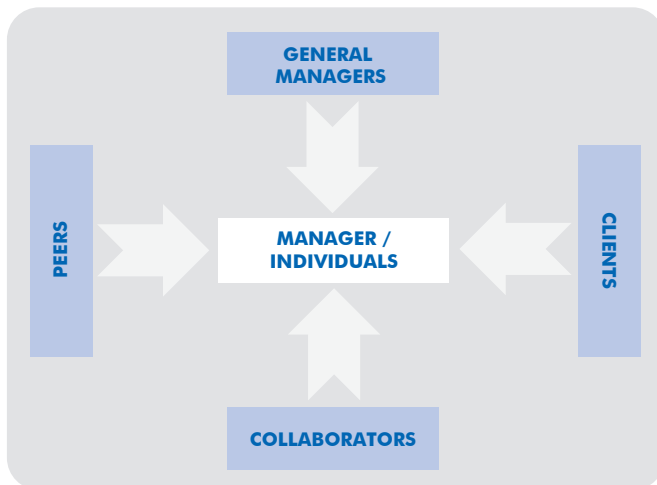 GENERAL
MANAGERS
PEERS
MANAGER /
INDIVIDUALS
CLIENTS
COLLABORATORS